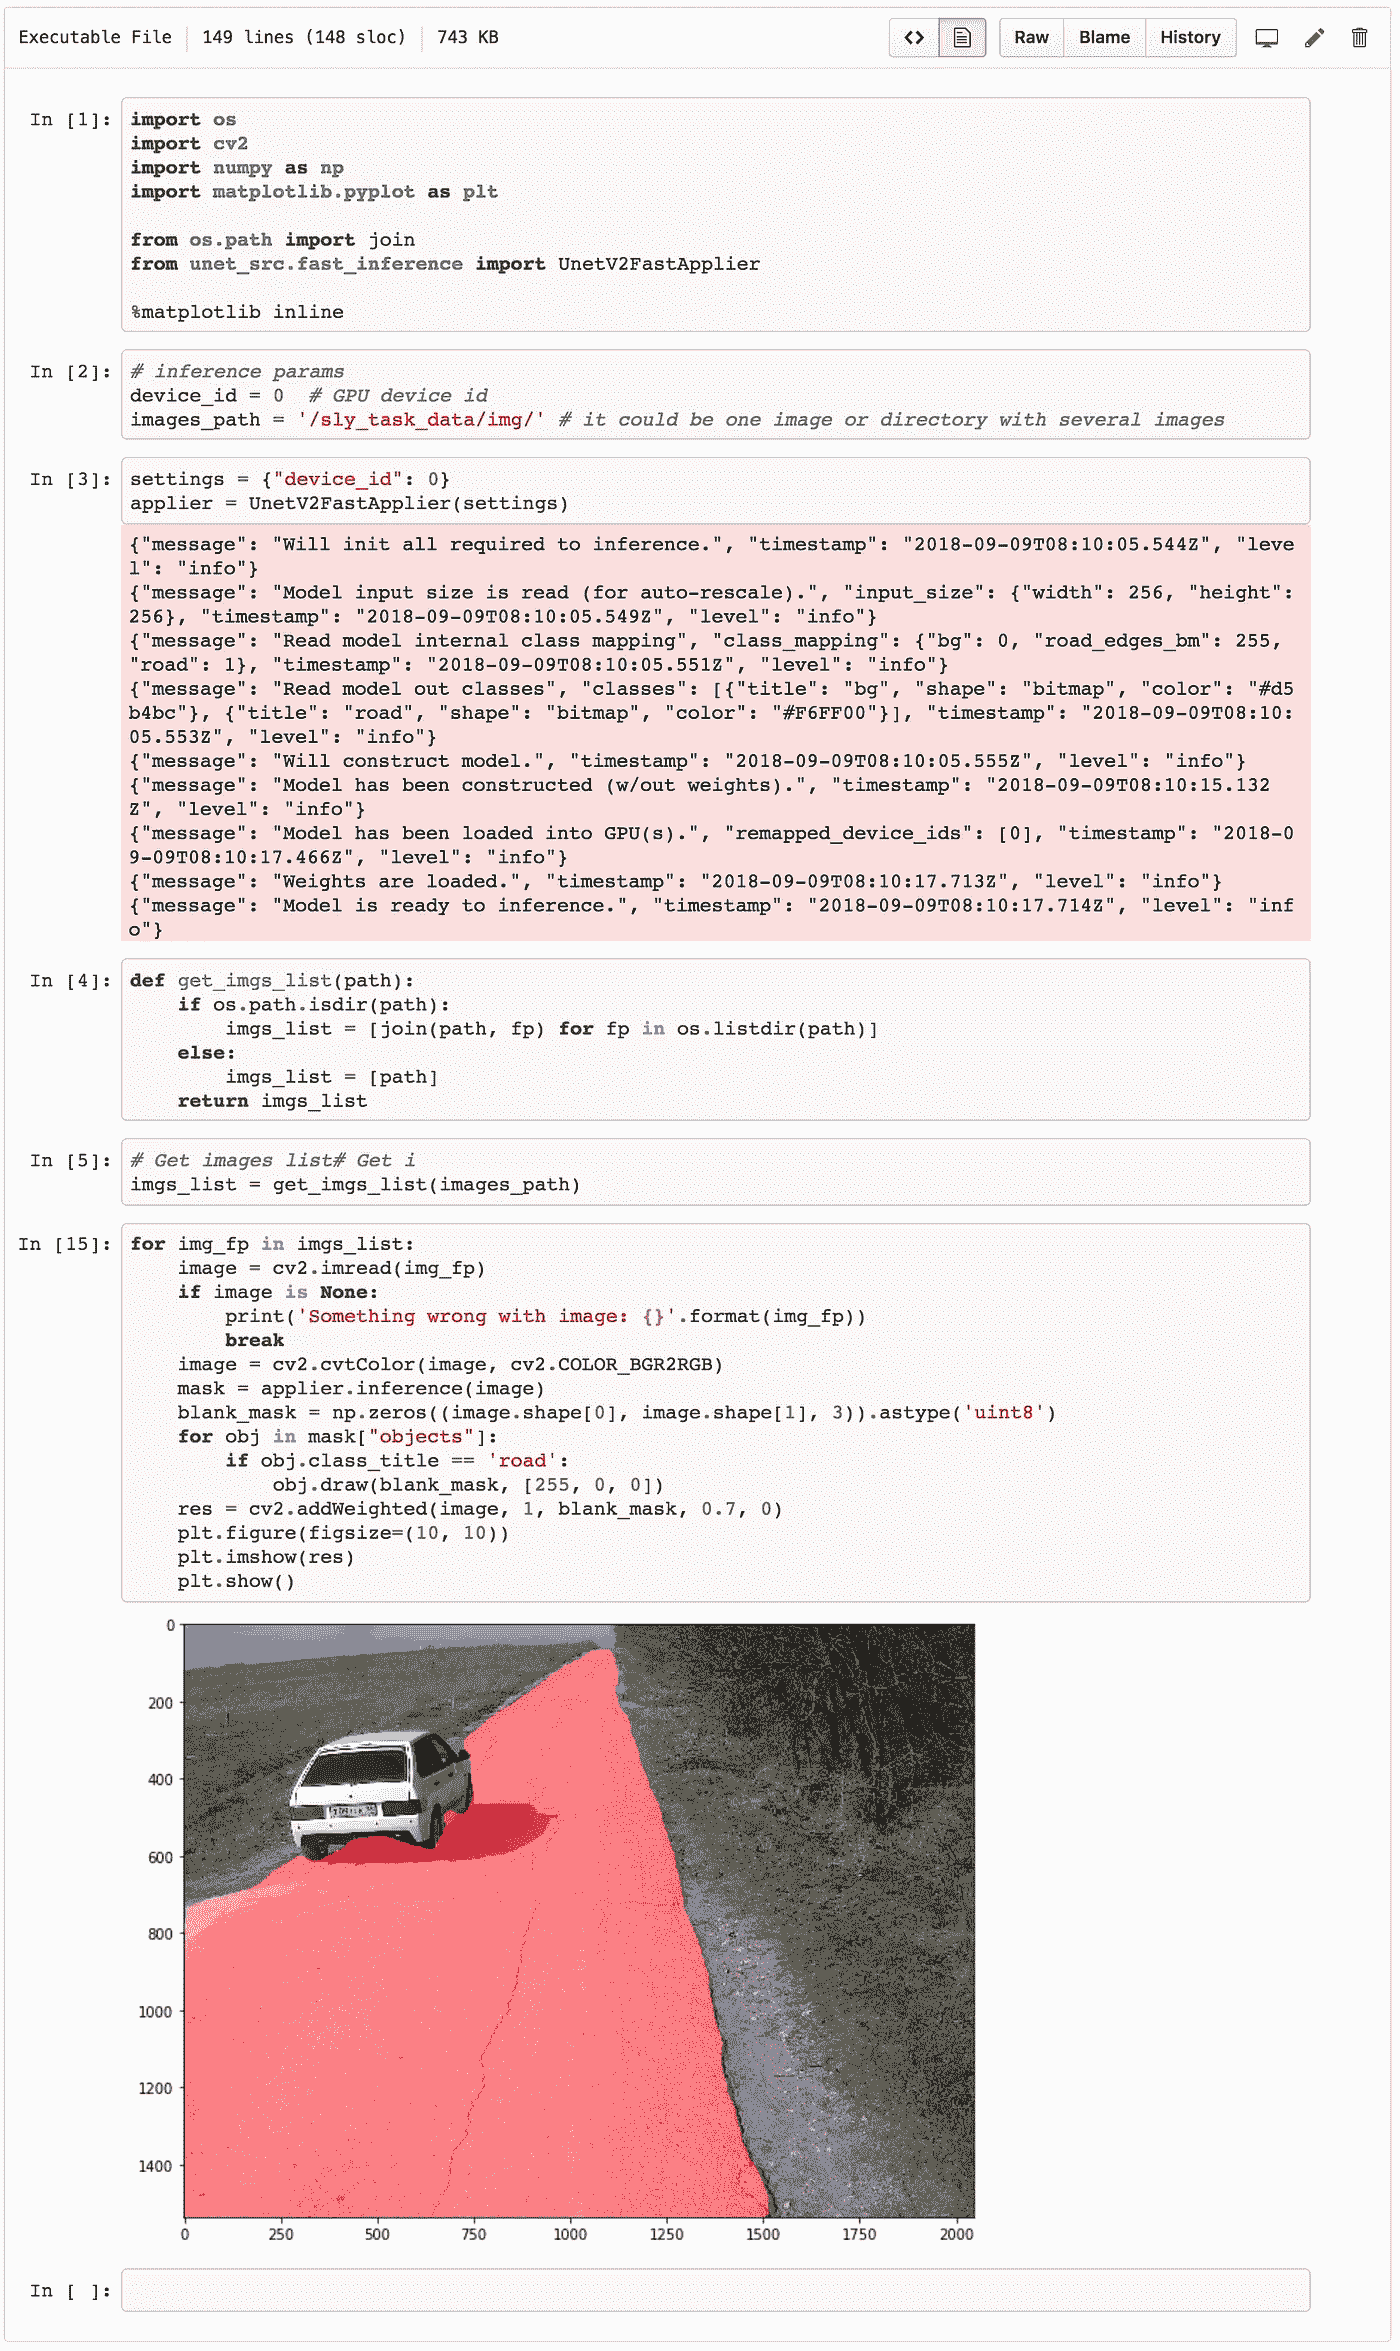 Executable File 149 lines (148 sloc) 743 KB <> Raw Blame History
In [1]: import os
import cv2
import numpy as np
import matplotlib.pyplot as plt
from os.path import join
from unet_src.fast_inference import UnetV2FastApplier
%matplotlib inline
In [2]: # inference params
device_id = 0  # GPU device id
images_path = '/sly_task_data/img/' # it could be one image or directory with several images
In [3]: settings = {"device_id": 0}
applier = UnetV2FastApplier(settings)
{"message": "Will init all required to inference.", "timestamp": "2018-09-09T08:10:05.544Z", "leve
l": "info"}
{"message": "Model input size is read (for auto-rescale).", "input_size": {"width": 256, "height":
256}, "timestamp": "2018-09-09T08:10:05.549Z", "level": "info"}
{"message": "Read model internal class mapping", "class_mapping": {"bg": 0, "road_edges_bm": 255,
"road": 1}, "timestamp": "2018-09-09T08:10:05.551Z", "level": "info"}
{"message": "Read model out classes", "classes": [{"title": "bg", "shape": "bitmap", "color": "#d5
b4bc"}, {"title": "road", "shape": "bitmap", "color": "#F6FF00"}], "timestamp": "2018-09-09T08:10:
05.553Z", "level": "info"}
{"message": "Will construct model.", "timestamp": "2018-09-09T08:10:05.555Z", "level": "info"}
{"message": "Model has been constructed (w/out weights).", "timestamp": "2018-09-09T08:10:15.132
Z", "level": "info"}
{"message": "Model has been loaded into GPU(s).", "remapped_device_ids": [0], "timestamp": "2018-0
9-09T08:10:17.466Z", "level": "info"}
{"message": "Weights are loaded.", "timestamp": "2018-09-09T08:10:17.713Z", "level": "info"}
{"message": "Model is ready to inference.", "timestamp": "2018-09-09T08:10:17.714Z", "level": "inf
o"}
In [4]: def get_imgs_list(path):
    if os.path.isdir(path):
        imgs_list = [join(path, fp) for fp in os.listdir(path)]
    else:
        imgs_list = [path]
    return imgs_list
In [5]: # Get images list# Get i
imgs_list = get_imgs_list(images_path)
In [15]: for img_fp in imgs_list:
    image = cv2.imread(img_fp)
    if image is None:
        print('Something wrong with image: {}'.format(img_fp))
        break
    image = cv2.cvtColor(image, cv2.COLOR_BGR2RGB)
    mask = applier.inference(image)
    blank_mask = np.zeros((image.shape[0], image.shape[1], 3)).astype('uint8')
    for obj in mask["objects"]:
        if obj.class_title == 'road':
            obj.draw(blank_mask, [255, 0, 0])
    res = cv2.addWeighted(image, 1, blank_mask, 0.7, 0)
    plt.figure(figsize=(10, 10))
    plt.imshow(res)
    plt.show()
0
200
400
600
800
1000
1200
1400
0 250 500 750 1000 1250 1500 1750 2000
In [ ]: